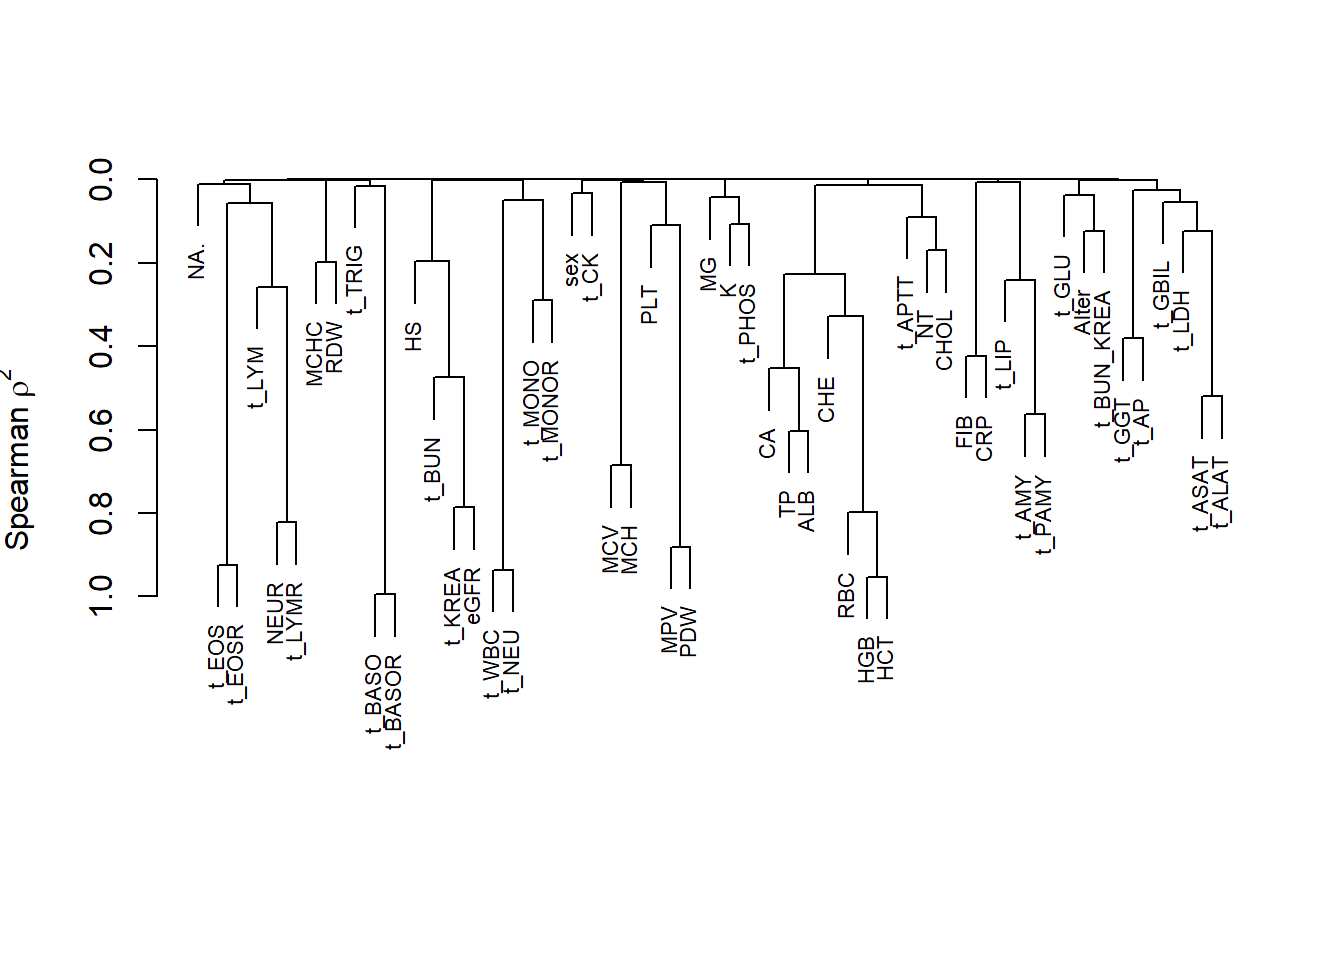 Spearman ρ²
0.0
0.2
0.4
0.6
0.8
1.0
NA.
t_EOS
t_EOSR
t_LYM
NEUR
t_LYMR
MCHC
RDW
t_TRIG
t_BASO
t_BASOR
HS
t_BUN
t_KREA
eGFR
t_WBC
t_NEU
t_MONO
t_MONOR
sex
t_CK
MCV
MCH
PLT
MPV
PDW
MG
K
t_PHOS
CA
TP
ALB
CHE
RBC
HGB
HCT
t_APTT
NT
CHOL
FIB
CRP
t_LIP
t_AMY
t_PAMY
t_GLU
Alter
t_BUN_KREA
t_GGT
t_AP
t_GBIL
t_LDH
t_ASAT
t_ALAT